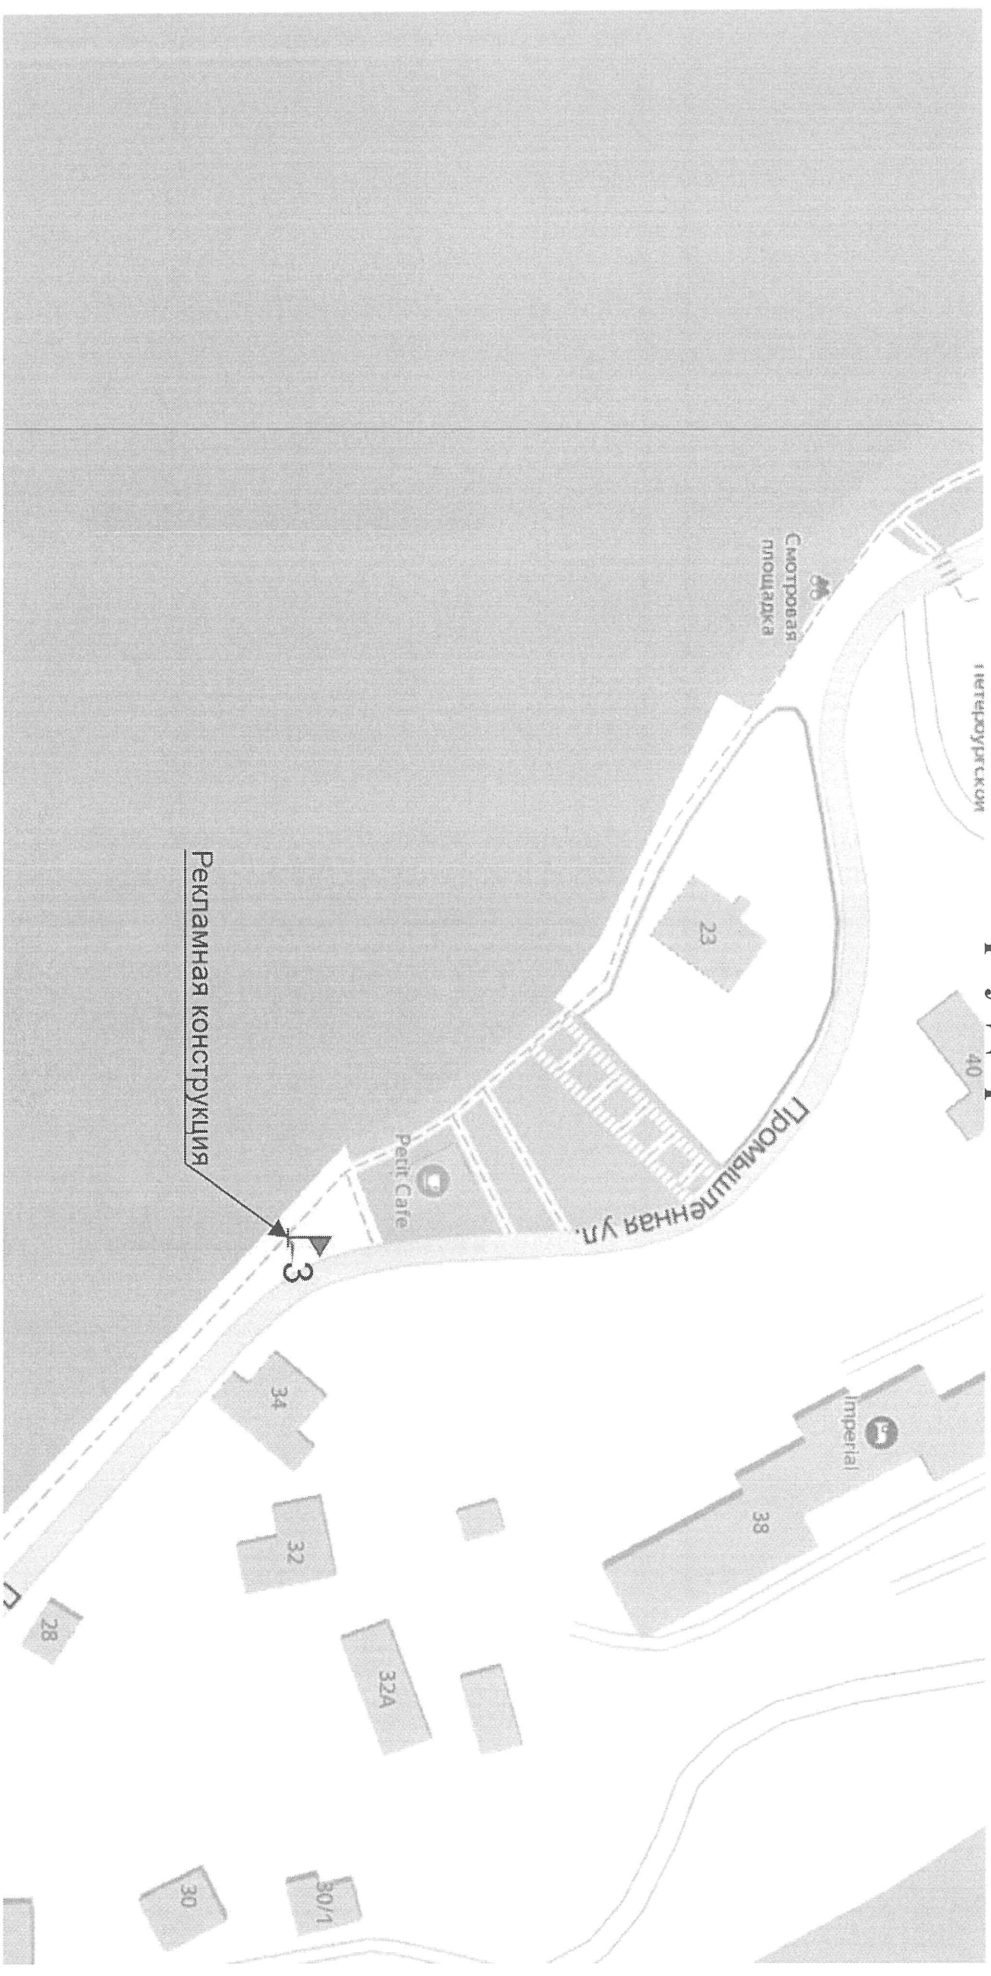 Петербургской
40
Смотровая
площадка
23
Промышленная ул.
Petit Cafe
Imperial
38
Рекламная конструкция
3
34
32
32А
28
30/1
30